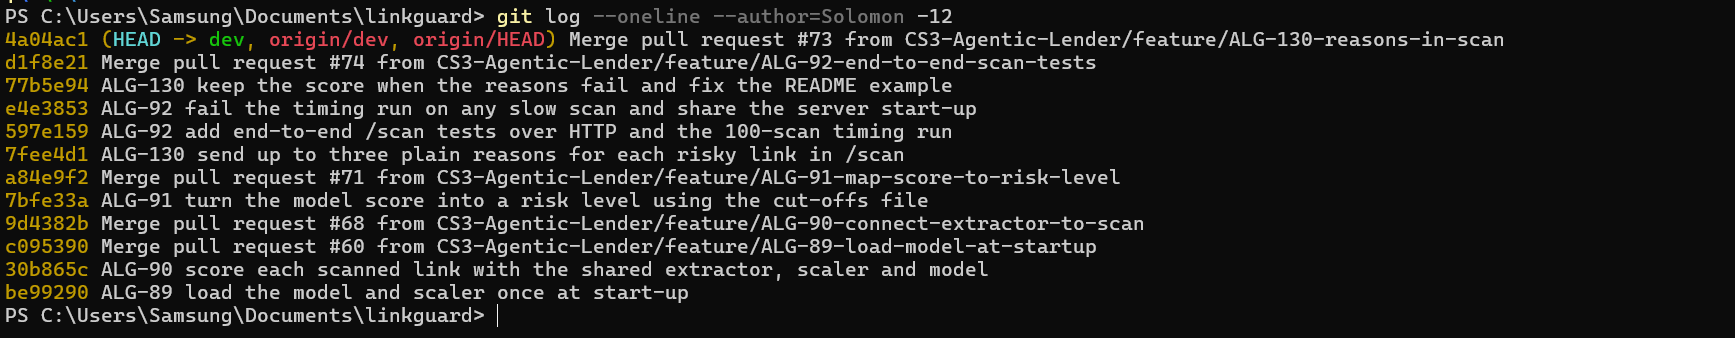 PS C:\Users\Samsung\Documents\linkguard> git log --oneline --author=Solomon -12
4a04ac1 (HEAD -> dev, origin/dev, origin/HEAD) Merge pull request #73 from CS3-Agentic-Lender/feature/ALG-130-reasons-in-scan
d1f8e21 Merge pull request #74 from CS3-Agentic-Lender/feature/ALG-92-end-to-end-scan-tests
77b5e94 ALG-130 keep the score when the reasons fail and fix the README example
e4e3853 ALG-92 fail the timing run on any slow scan and share the server start-up
597e159 ALG-92 add end-to-end /scan tests over HTTP and the 100-scan timing run
7fee4d1 ALG-130 send up to three plain reasons for each risky link in /scan
a84e9f2 Merge pull request #71 from CS3-Agentic-Lender/feature/ALG-91-map-score-to-risk-level
7bfe33a ALG-91 turn the model score into a risk level using the cut-offs file
9d4382b Merge pull request #68 from CS3-Agentic-Lender/feature/ALG-90-connect-extractor-to-scan
c095390 Merge pull request #60 from CS3-Agentic-Lender/feature/ALG-89-load-model-at-startup
30b865c ALG-90 score each scanned link with the shared extractor, scaler and model
be99290 ALG-89 load the model and scaler once at start-up
PS C:\Users\Samsung\Documents\linkguard>